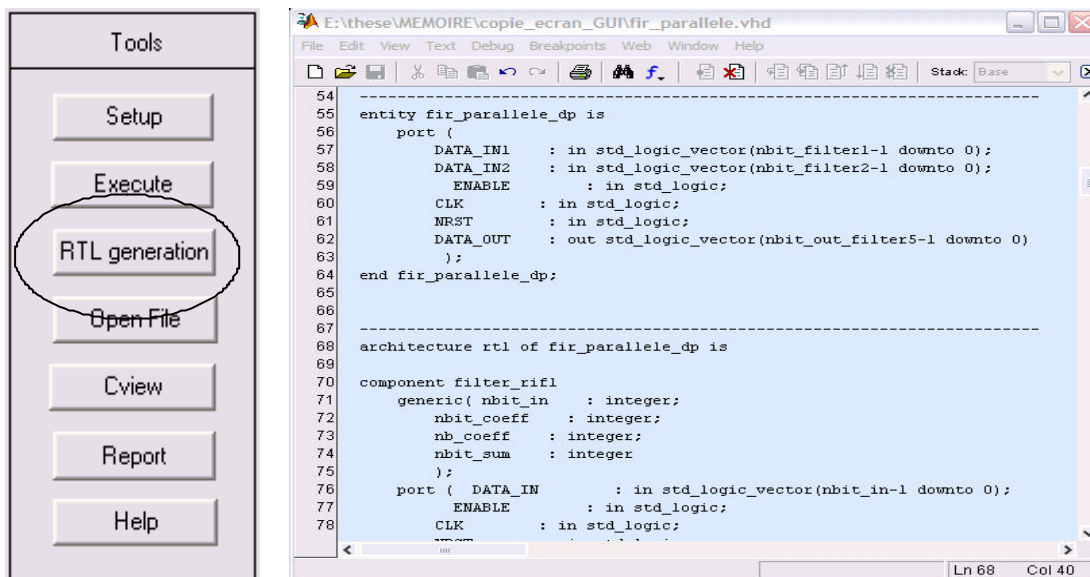 Tools
Setup
Execute
RTL generation
Open File
Cview
Report
Help
E:\these\MEMOIRE\copie_ecran_GUI\fir_parallele.vhd
File Edit View Text Debug Breakpoints Web Window Help
Stack: Base
54 --------------------------------------------------------------------
55 entity fir_parallele_dp is
56 port (
57 DATA_IN1 : in std_logic_vector(nbit_filter1-1 downto 0);
58 DATA_IN2 : in std_logic_vector(nbit_filter2-1 downto 0);
59 ENABLE : in std_logic;
60 CLK : in std_logic;
61 NRST : in std_logic;
62 DATA_OUT : out std_logic_vector(nbit_out_filter5-1 downto 0)
63 );
64 end fir_parallele_dp;
65
66
67 --------------------------------------------------------------------
68 architecture rtl of fir_parallele_dp is
69
70 component filter_rif1
71 generic( nbit_in : integer;
72 nbit_coeff : integer;
73 nb_coeff : integer;
74 nbit_sum : integer
75 );
76 port ( DATA_IN : in std_logic_vector(nbit_in-1 downto 0);
77 ENABLE : in std_logic;
78 CLK : in std_logic;
Ln 68 Col 40